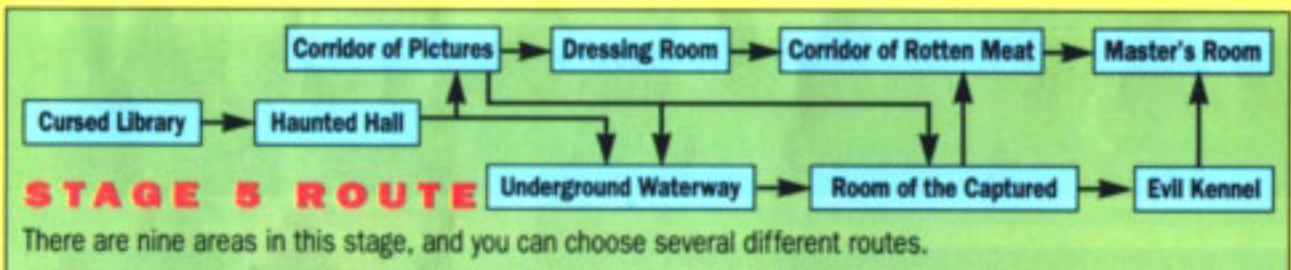 Corridor of Pictures
Dressing Room
Corridor of Rotten Meat
Master's Room
Cursed Library
Haunted Hall
Underground Waterway
Room of the Captured
Evil Kennel
STAGE 5 ROUTE
There are nine areas in this stage, and you can choose several different routes.